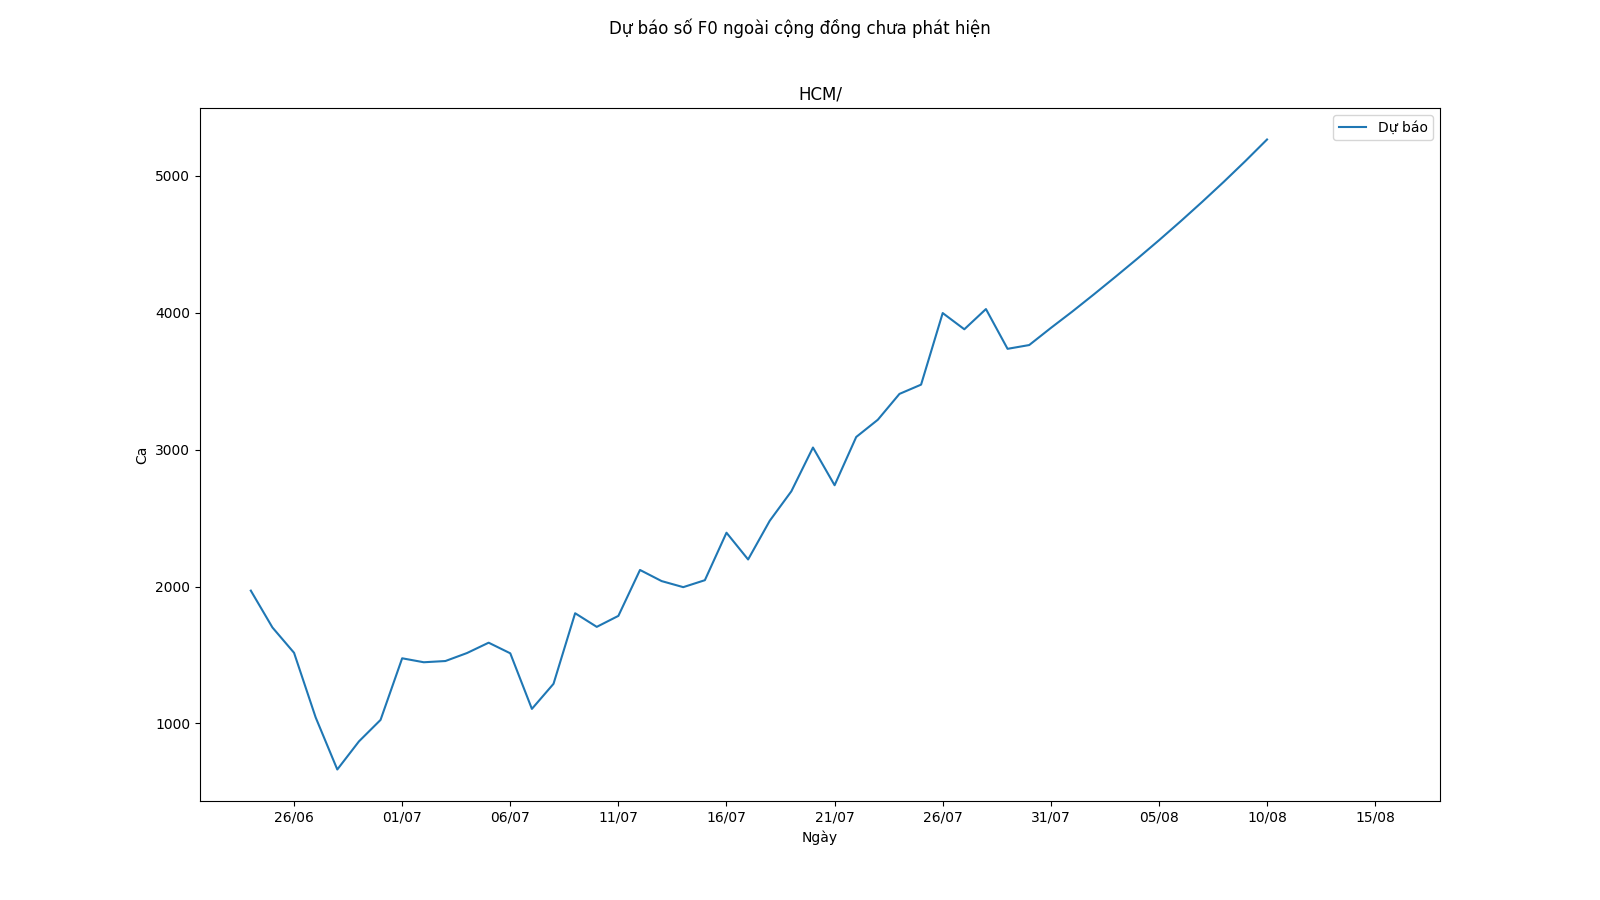 Dự báo số F0 ngoài cộng đồng chưa phát hiện
HCM/
Dự báo
5000
4000
3000
2000
1000
Ca
26/06 01/07 06/07 11/07 16/07 21/07 26/07 31/07 05/08 10/08 15/08
Ngày